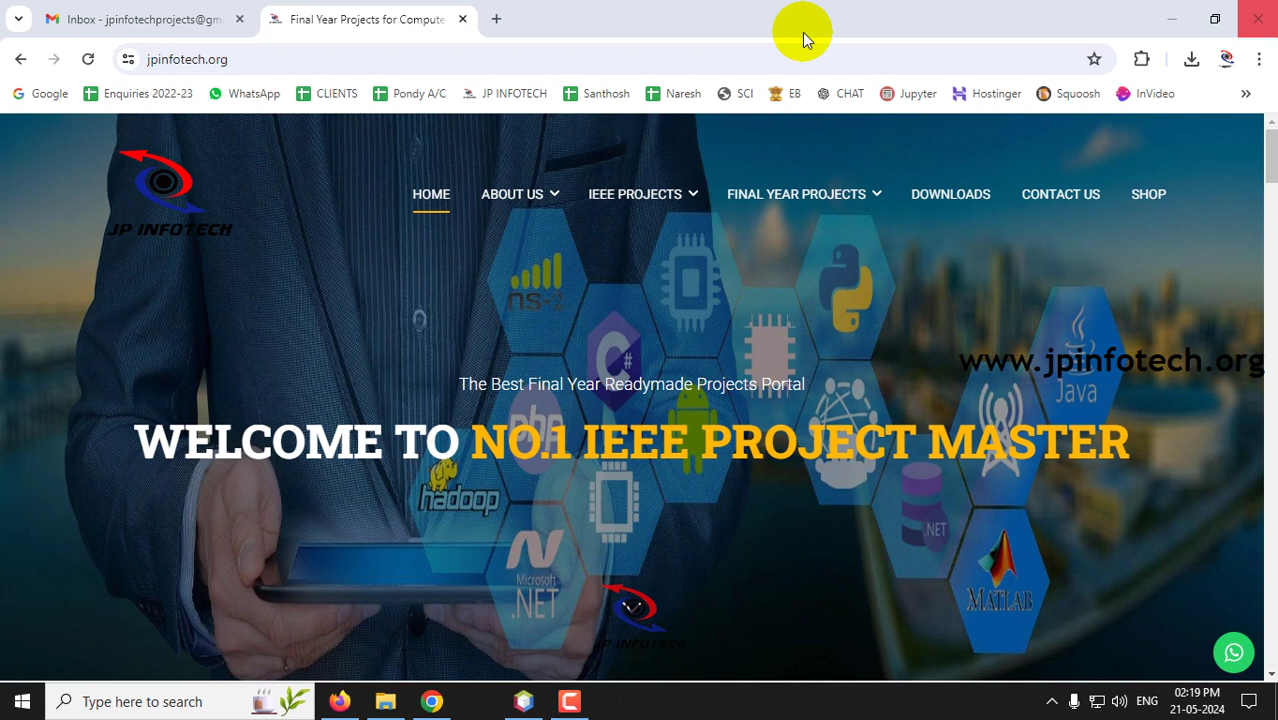 Inbox - jpinfotechprojects@gm
Final Year Projects for Compute
jpinfotech.org
Google
Enquiries 2022-23
WhatsApp
CLIENTS
Pondy A/C
JP INFOTECH
Santhosh
Naresh
SCI
EB
CHAT
Jupyter
Hostinger
Squoosh
InVideo
JP INFOTECH
HOME
ABOUT US
IEEE PROJECTS
FINAL YEAR PROJECTS
DOWNLOADS
CONTACT US
SHOP
ns-2
C#
php
hadoop
Microsoft
.NET
Java
.NET
MATLAB
www.jpinfotech.org
The Best Final Year Readymade Projects Portal
WELCOME TO NO.1 IEEE PROJECT MASTER
JP INFOTECH
Type here to search
ENG
02:19 PM
21-05-2024